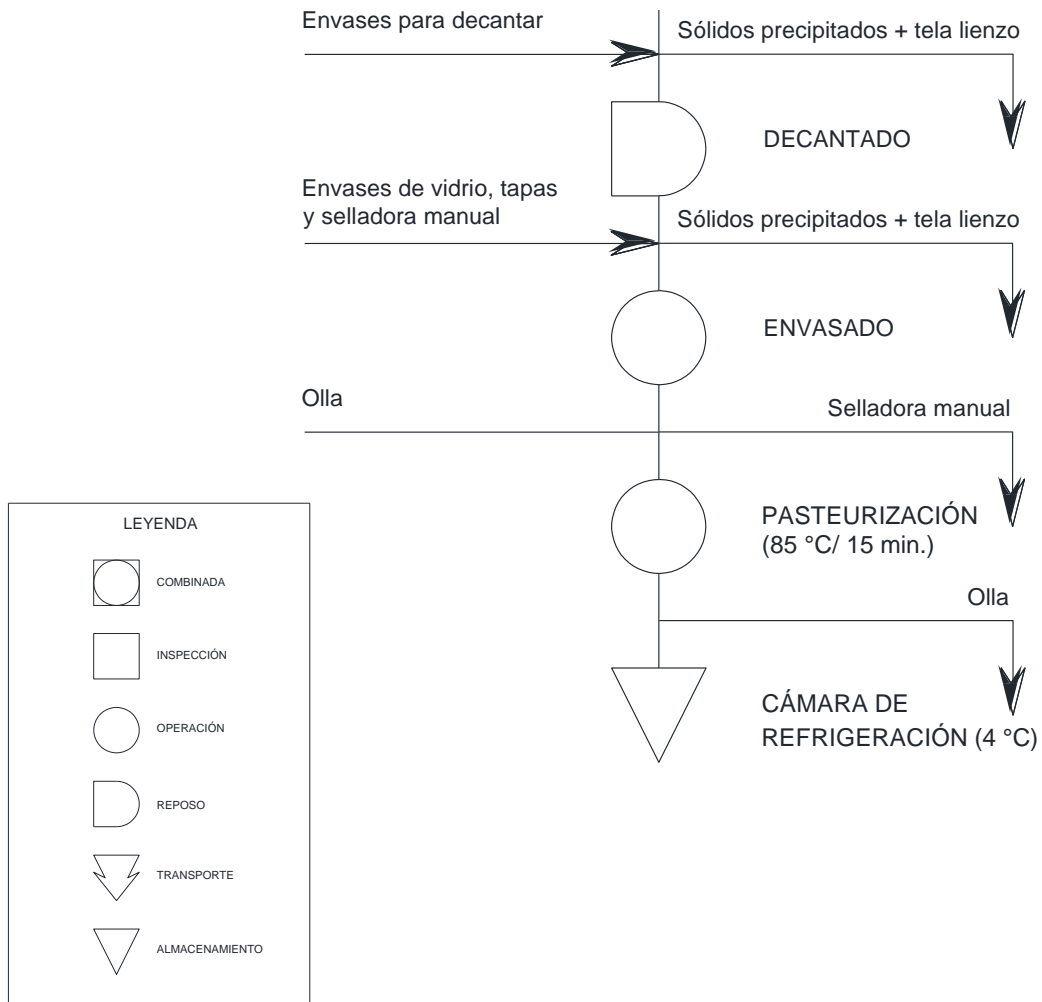 Envases para decantar
Sólidos precipitados + tela lienzo
DECANTADO
Envases de vidrio, tapas
y selladora manual
Sólidos precipitados + tela lienzo
ENVASADO
Olla
Selladora manual
PASTEURIZACIÓN
(85 °C/ 15 min.)
Olla
CÁMARA DE
REFRIGERACIÓN (4 °C)
LEYENDA
COMBINADA
INSPECCIÓN
OPERACIÓN
REPOSO
TRANSPORTE
ALMACENAMIENTO